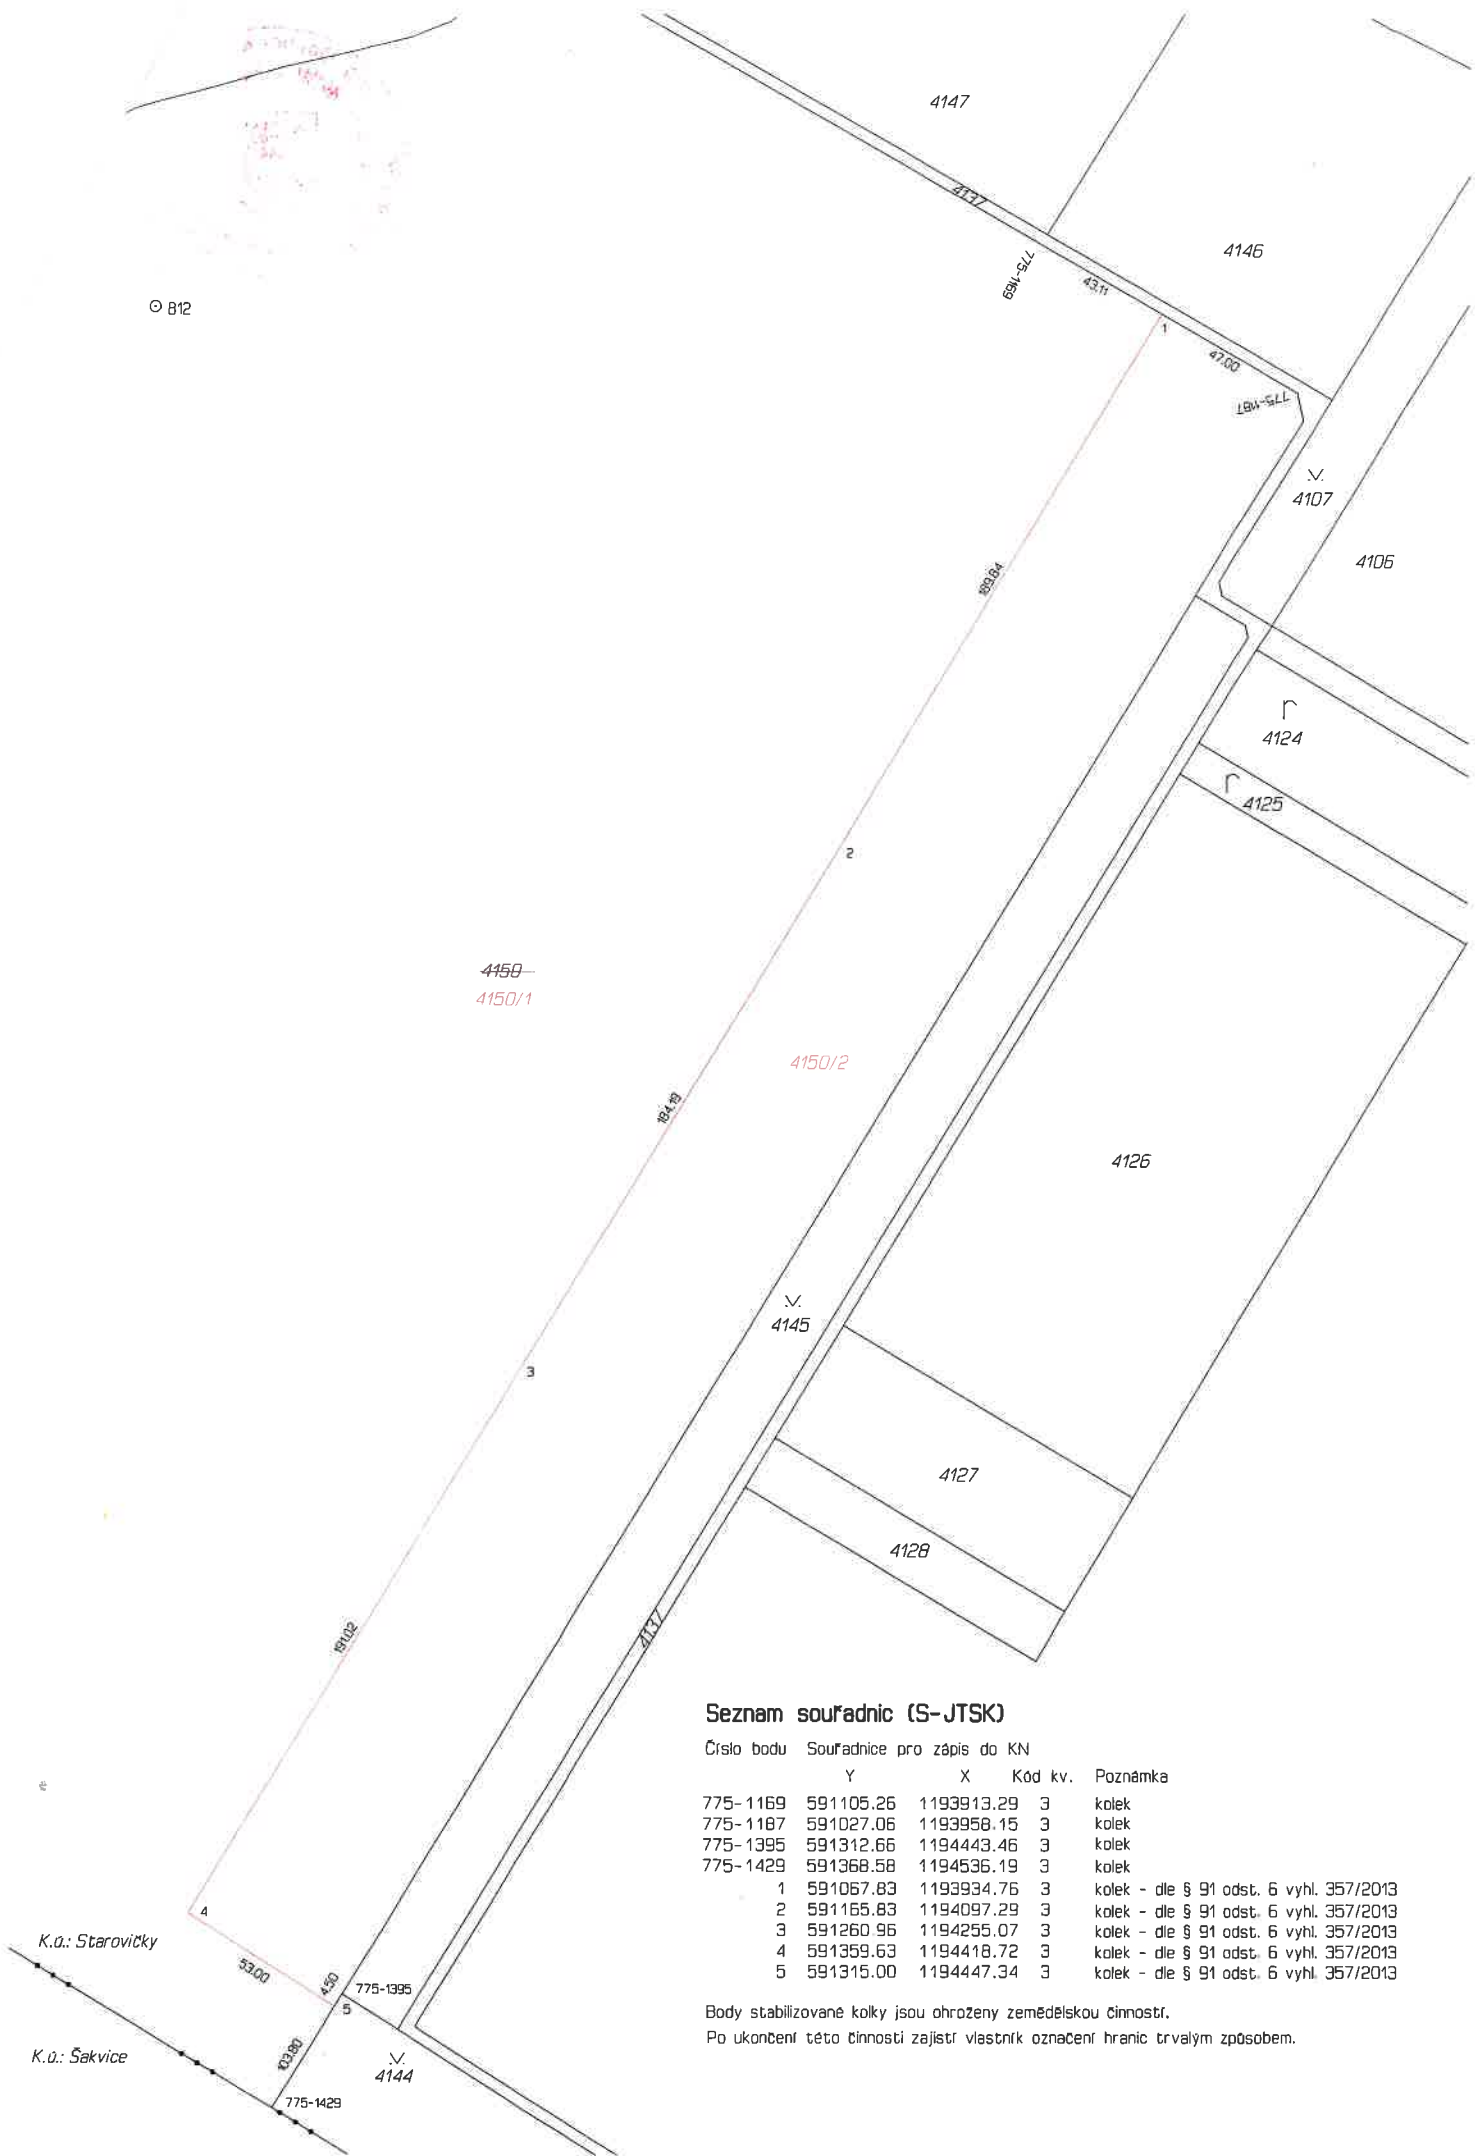 4147
4137
4146
775-1169
43.11
B12
1
47.00
775-1187
.V.
4107
4106
189.84
r
4124
r
4125
2
4150
4150/1
4150/2
184.19
4126
.V.
4145
3
4127
4128
4137
191.02
Seznam souřadnic (S-JTSK)
Číslo bodu Souřadnice pro zápis do KN
Y X Kód kv. Poznámka
775-1169 591105.26 1193913.29 3 kolek
775-1187 591027.06 1193958.15 3 kolek
775-1395 591312.66 1194443.46 3 kolek
775-1429 591368.58 1194536.19 3 kolek
1 591067.83 1193934.76 3 kolek - dle § 91 odst. 6 vyhl. 357/2013
2 591165.83 1194097.29 3 kolek - dle § 91 odst. 6 vyhl. 357/2013
3 591260.96 1194255.07 3 kolek - dle § 91 odst. 6 vyhl. 357/2013
4 591359.63 1194418.72 3 kolek - dle § 91 odst. 6 vyhl. 357/2013
5 591315.00 1194447.34 3 kolek - dle § 91 odst. 6 vyhl. 357/2013
4
K.ú.: Starovičky
53.00
4.50
775-1395
5
Body stabilizované kolky jsou ohroženy zemědělskou činností.
Po ukončení této činnosti zajistí vlastník označení hranic trvalým způsobem.
K.ú.: Šakvice
103.80
.V.
4144
775-1429